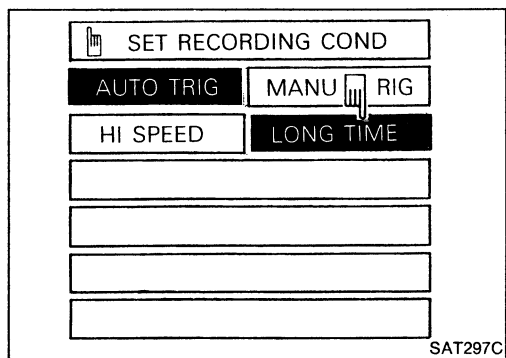 SET RECORDING COND
AUTO TRIG MANU RIG
HI SPEED LONG TIME
SAT297C